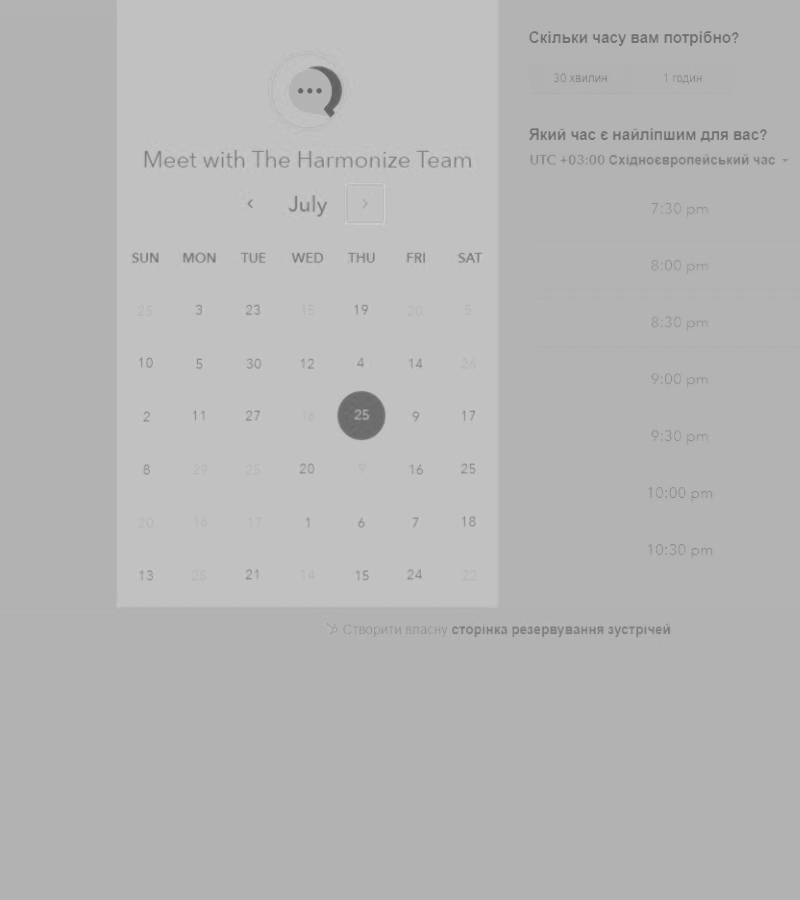 Meet with The Harmonize Team
July
SUN MON TUE WED THU FRI SAT
25 3 23 15 19 20 5
10 5 30 12 4 14 26
2 11 27 16 25 9 17
8 29 25 20 9 16 25
20 16 17 1 6 7 18
13 28 21 14 15 24 22
Скільки часу вам потрібно?
30 хвилин 1 годин
Який час є найліпшим для вас?
UTC +03:00 Східноєвропейський час
7:30 pm
8:00 pm
8:30 pm
9:00 pm
9:30 pm
10:00 pm
10:30 pm
Створити власну сторінка резервування зустрічей